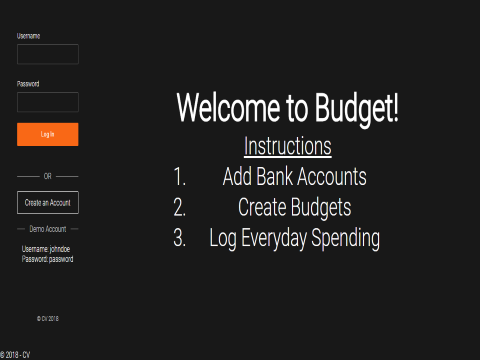 Username
Password
Log In
OR
Create an Account
Demo Account
Username: johndoe
Password: password
© CV 2018
Welcome to Budget!
Instructions
1. Add Bank Accounts
2. Create Budgets
3. Log Everyday Spending
© 2018 - CV